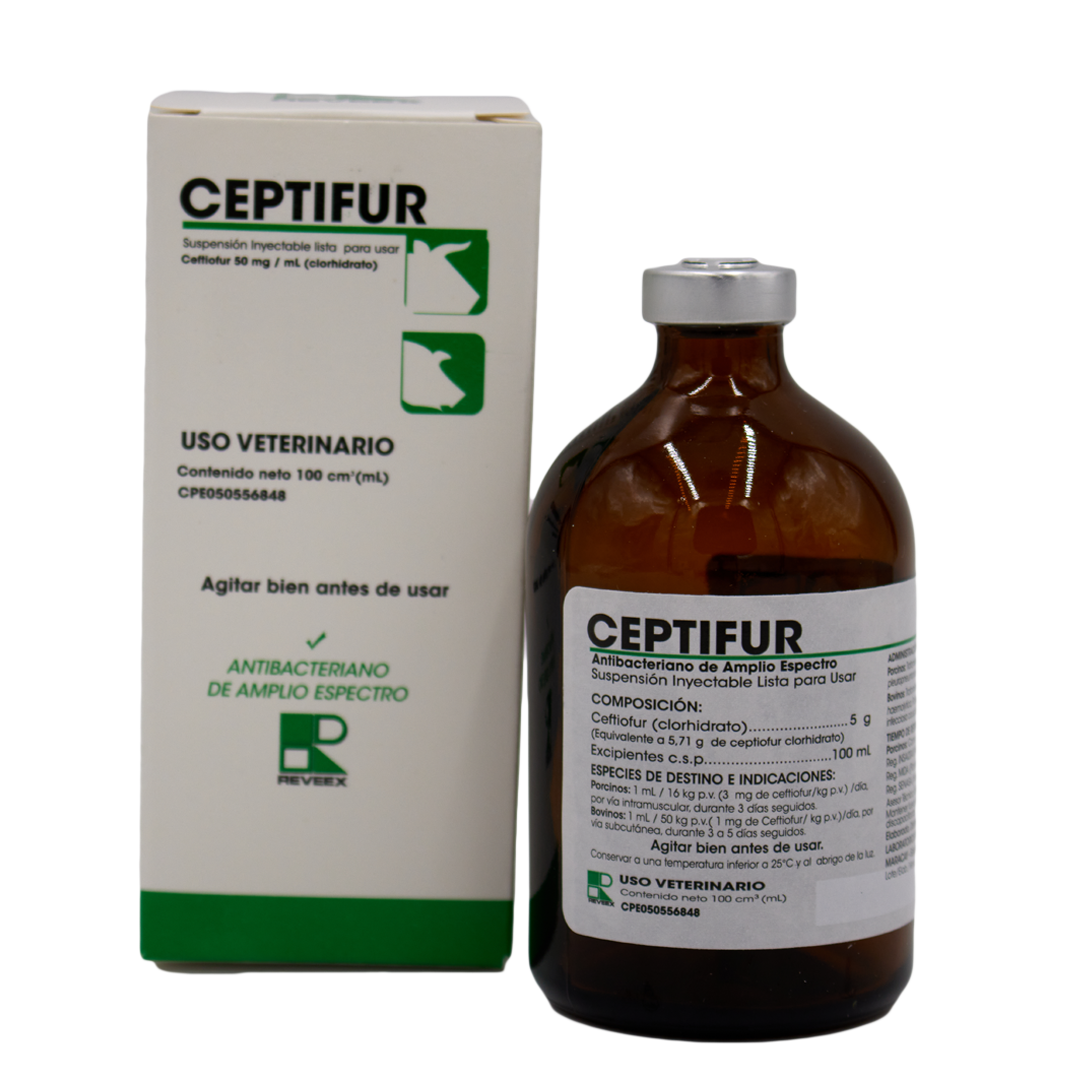 CEPTIFUR
Suspensión Inyectable lista para usar
Ceftiofur 50 mg / mL (clorhidrato)
USO VETERINARIO
Contenido neto 100 cm³(mL)
CPE050556848
Agitar bien antes de usar
ANTIBACTERIANO
DE AMPLIO ESPECTRO
REVEEX
CEPTIFUR
Antibacteriano de Amplio Espectro
Suspensión Inyectable Lista para Usar
COMPOSICIÓN:
Ceftiofur (clorhidrato)........................5 g
(Equivalente a 5,71 g de ceptiofur clorhidrato)
Excipientes c.s.p...............................100 mL
ESPECIES DE DESTINO E INDICACIONES:
Porcinos: 1 mL / 16 kg p.v. (3 mg de ceftiofur/kg p.v.) /día,
por vía intramuscular, durante 3 días seguidos.
Bovinos: 1 mL / 50 kg p.v.( 1 mg de Ceftiofur/ kg p.v.)/día, por
vía subcutánea, durante 3 a 5 días seguidos.
Agitar bien antes de usar.
Conservar a una temperatura inferior a 25°C y al abrigo de la luz.
REVEEX
USO VETERINARIO
Contenido neto 100 cm³ (mL)
CPE050556848
Porcinos:
Bovinos: